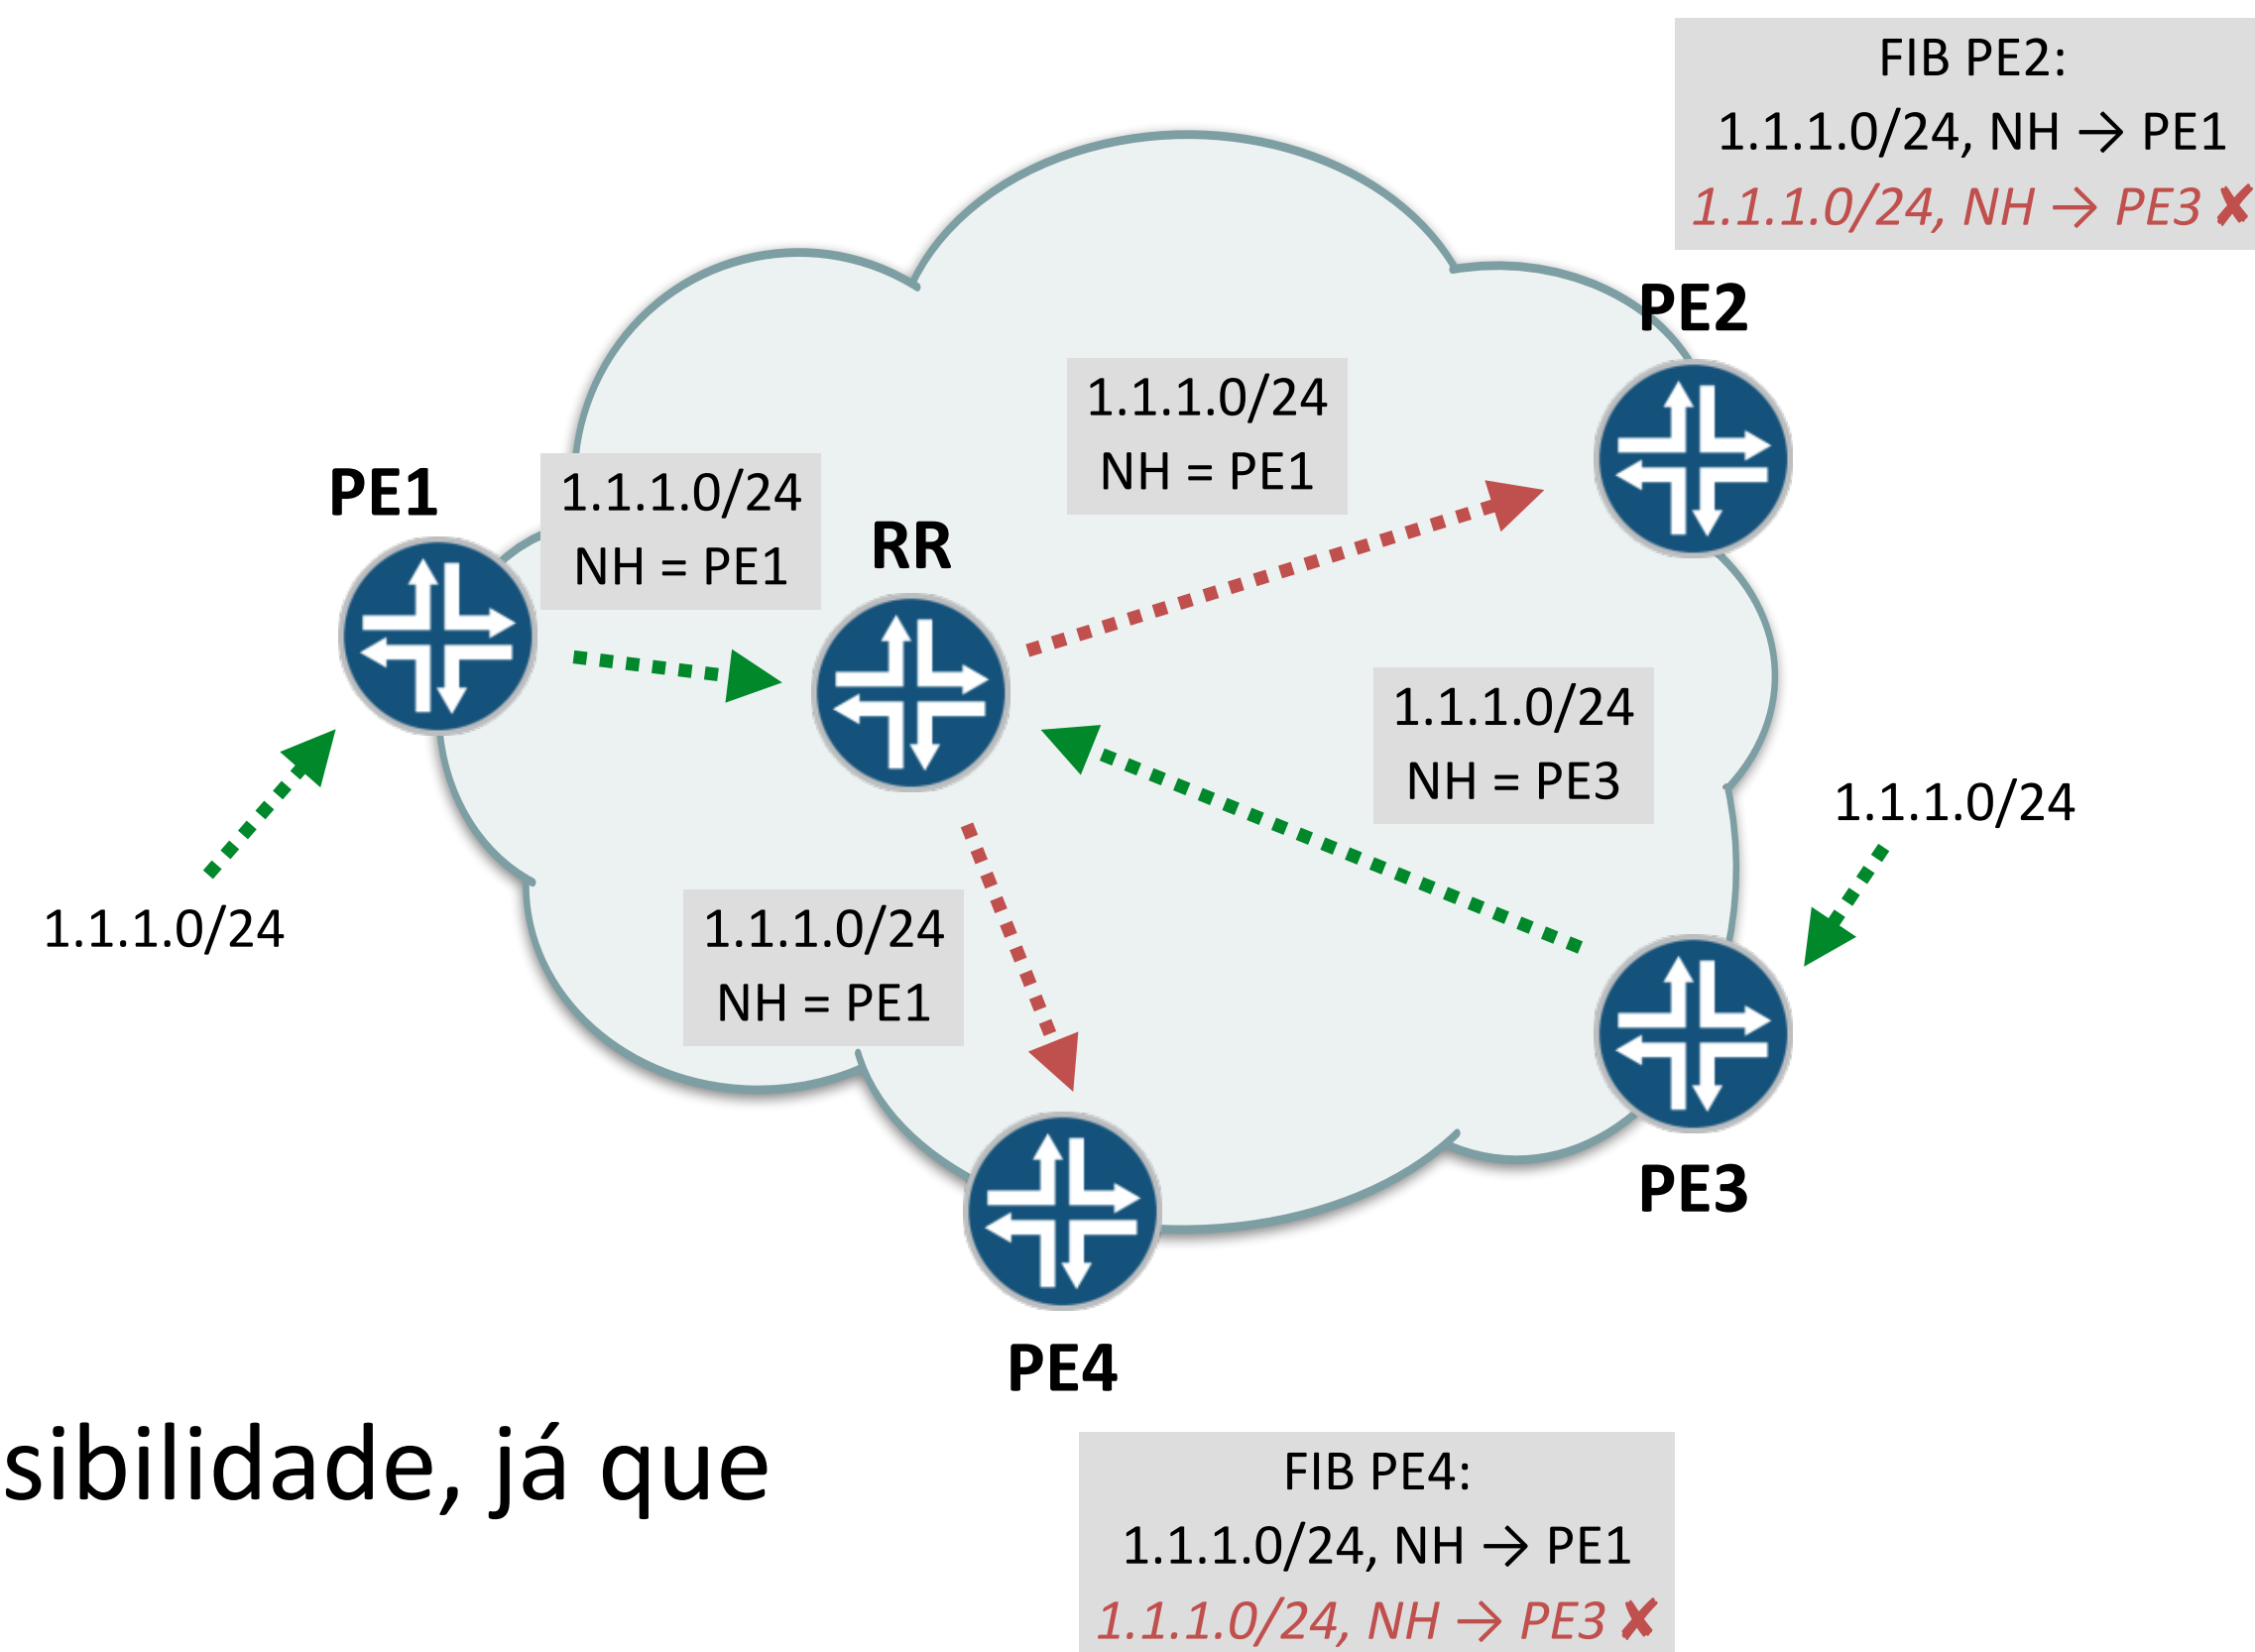 FIB PE2:
1.1.1.0/24, NH → PE1
1.1.1.0/24, NH → PE3 ✘
PE2
1.1.1.0/24
NH = PE1
PE1
1.1.1.0/24
NH = PE1
RR
1.1.1.0/24
NH = PE3
1.1.1.0/24
1.1.1.0/24
1.1.1.0/24
NH = PE1
PE3
PE4
sibilidade, já que
FIB PE4:
1.1.1.0/24, NH → PE1
1.1.1.0/24, NH → PE3 ✘